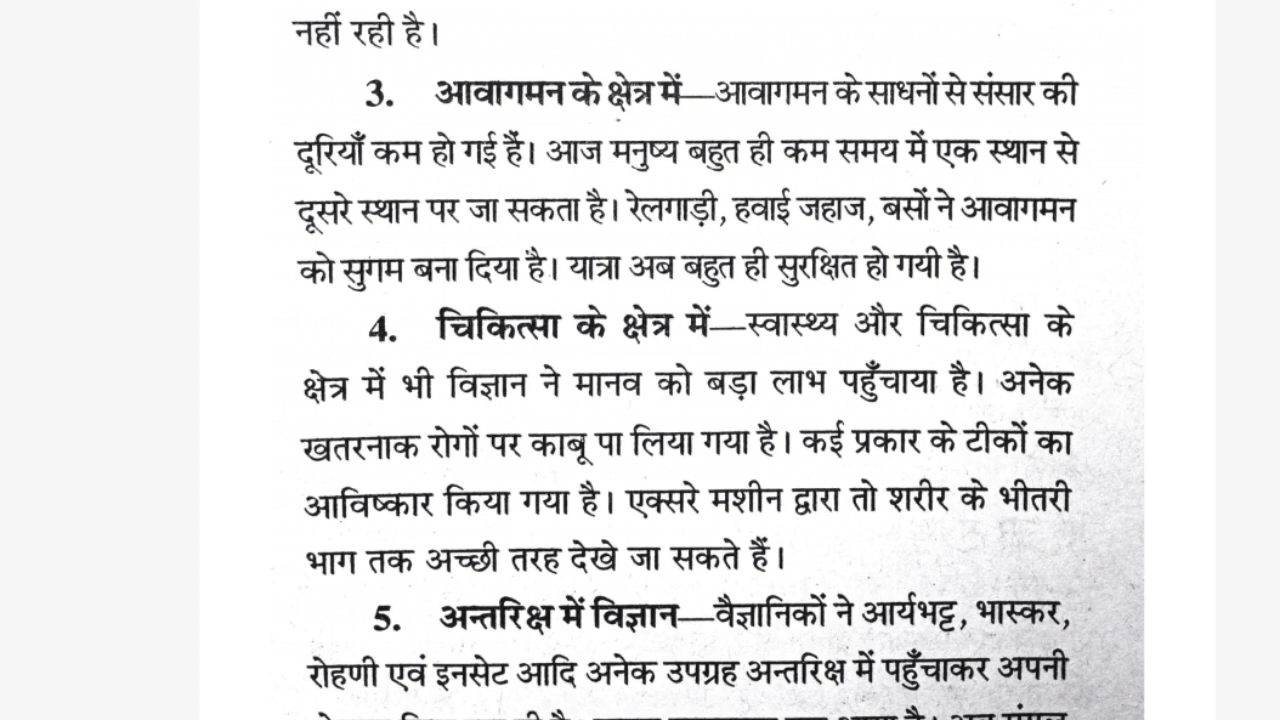 नहीं रही है।
3. आवागमन के क्षेत्र में—आवागमन के साधनों से संसार की
दूरियाँ कम हो गई हैं। आज मनुष्य बहुत ही कम समय में एक स्थान से
दूसरे स्थान पर जा सकता है। रेलगाड़ी, हवाई जहाज, बसों ने आवागमन
को सुगम बना दिया है। यात्रा अब बहुत ही सुरक्षित हो गयी है।
4. चिकित्सा के क्षेत्र में—स्वास्थ्य और चिकित्सा के
क्षेत्र में भी विज्ञान ने मानव को बड़ा लाभ पहुँचाया है। अनेक
खतरनाक रोगों पर काबू पा लिया गया है। कई प्रकार के टीकों का
आविष्कार किया गया है। एक्सरे मशीन द्वारा तो शरीर के भीतरी
भाग तक अच्छी तरह देखे जा सकते हैं।
5. अन्तरिक्ष में विज्ञान—वैज्ञानिकों ने आर्यभट्ट, भास्कर,
रोहणी एवं इनसेट आदि अनेक उपग्रह अन्तरिक्ष में पहुँचाकर अपनी